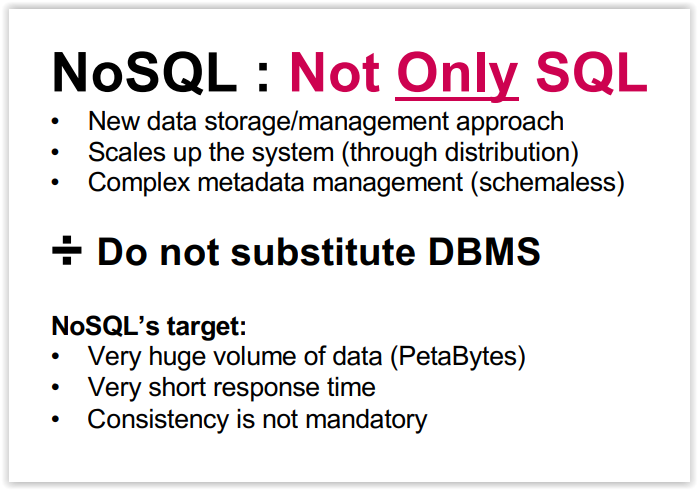 NoSQL : Not Only SQL
• New data storage/management approach
• Scales up the system (through distribution)
• Complex metadata management (schemaless)
÷ Do not substitute DBMS
NoSQL’s target:
• Very huge volume of data (PetaBytes)
• Very short response time
• Consistency is not mandatory